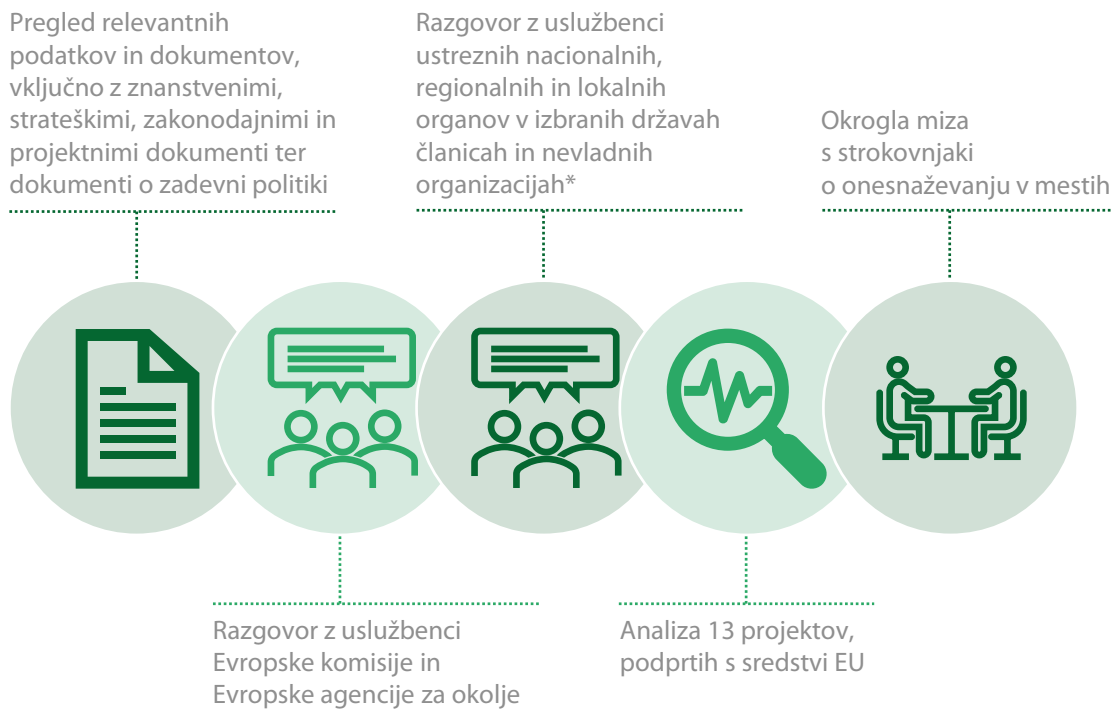 Pregled relevantnih
podatkov in dokumentov,
vključno z znanstvenimi,
strateškimi, zakonodajnimi in
projektnimi dokumenti ter
dokumenti o zadevni politiki
Razgovor z uslužbenci
Evropske komisije in
Evropske agencije za okolje
Razgovor z uslužbenci
ustreznih nacionalnih,
regionalnih in lokalnih
organov v izbranih državah
članicah in nevladnih
organizacijah*
Analiza 13 projektov,
podprtih s sredstvi EU
Okrogla miza
s strokovnjaki
o onesnaževanju v mestih